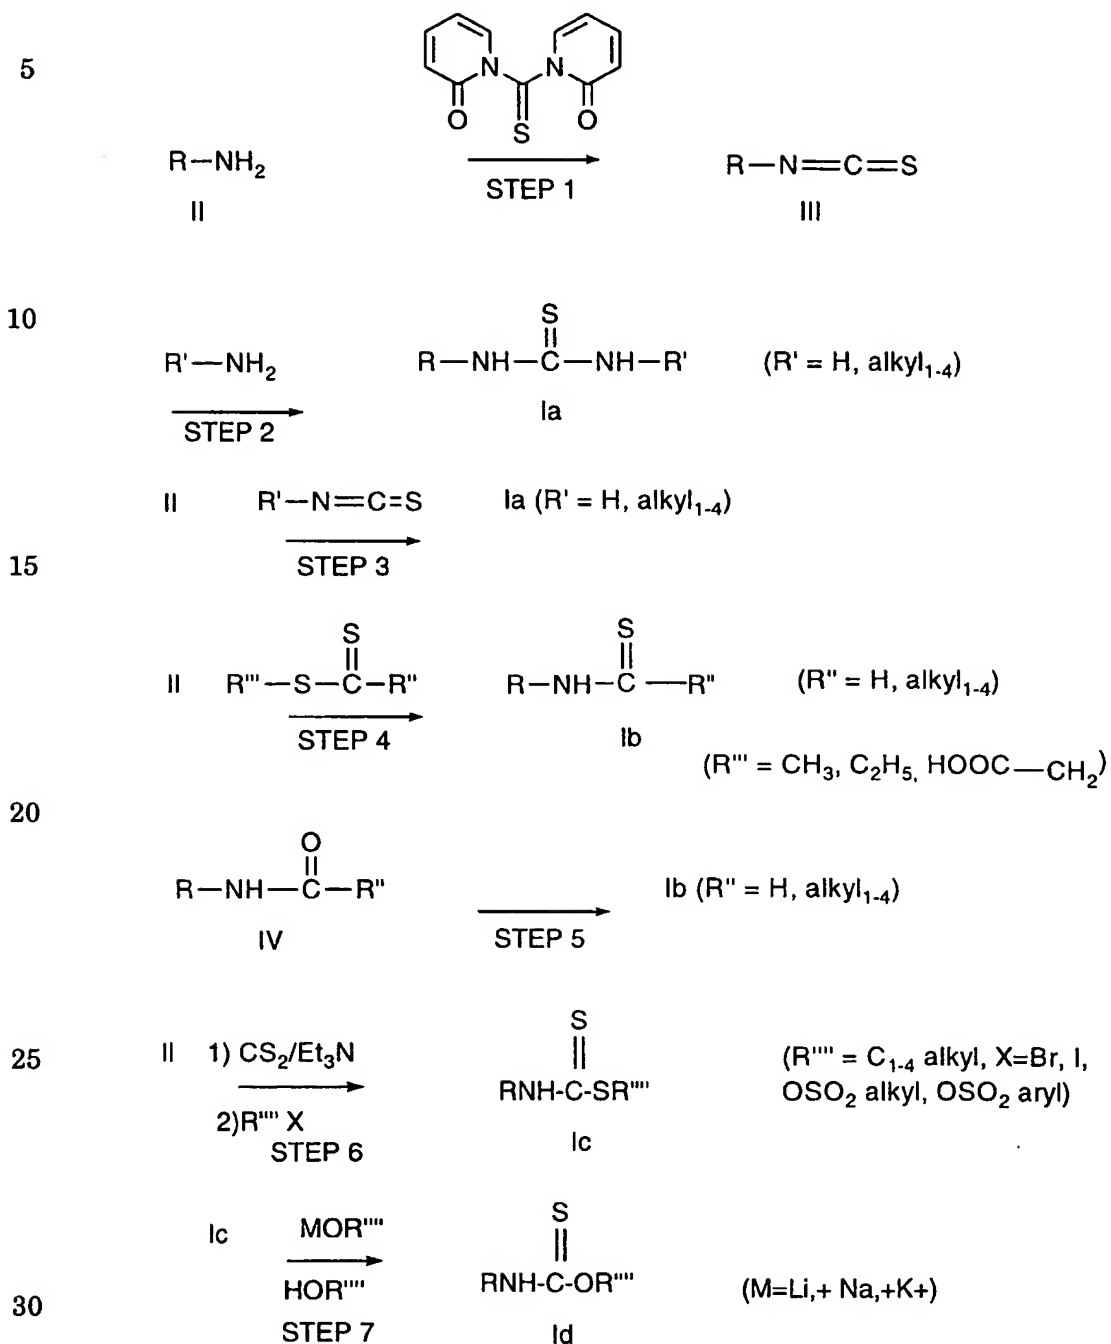 5
N N
O S O
R—NH₂ STEP 1 R—N=C=S
II III
10
S
R'—NH₂ R—NH—C—NH—R' (R' = H, alkyl₁₋₄)
STEP 2 Ia
II R'—N=C=S Ia (R' = H, alkyl₁₋₄)
15
STEP 3
S S
II R'''—S—C—R'' R—NH—C—R'' (R'' = H, alkyl₁₋₄)
STEP 4 Ib
(R''' = CH₃, C₂H₅, HOOC—CH₂)
20
O
R—NH—C—R'' Ib (R'' = H, alkyl₁₋₄)
IV STEP 5
S
25 II 1) CS₂/Et₃N (R'''' = C₁₋₄ alkyl, X=Br, I,
RNH-C-SR'''' OSO₂ alkyl, OSO₂ aryl)
2)R'''' X
STEP 6 Ic
S
Ic MOR''''
HOR'''' RNH-C-OR'''' (M=Li,+ Na,+K+)
30
STEP 7 Id